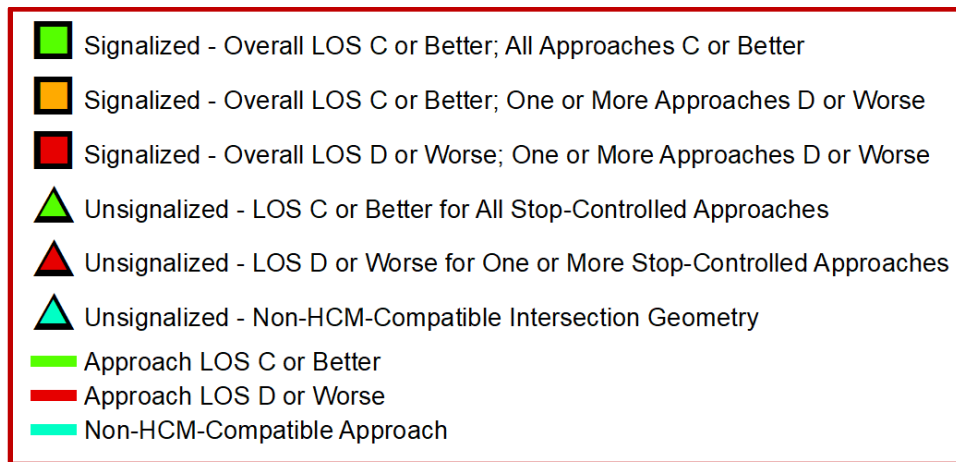 Signalized - Overall LOS C or Better; All Approaches C or Better
Signalized - Overall LOS C or Better; One or More Approaches D or Worse
Signalized - Overall LOS D or Worse; One or More Approaches D or Worse
Unsignalized - LOS C or Better for All Stop-Controlled Approaches
Unsignalized - LOS D or Worse for One or More Stop-Controlled Approaches
Unsignalized - Non-HCM-Compatible Intersection Geometry
Approach LOS C or Better
Approach LOS D or Worse
Non-HCM-Compatible Approach